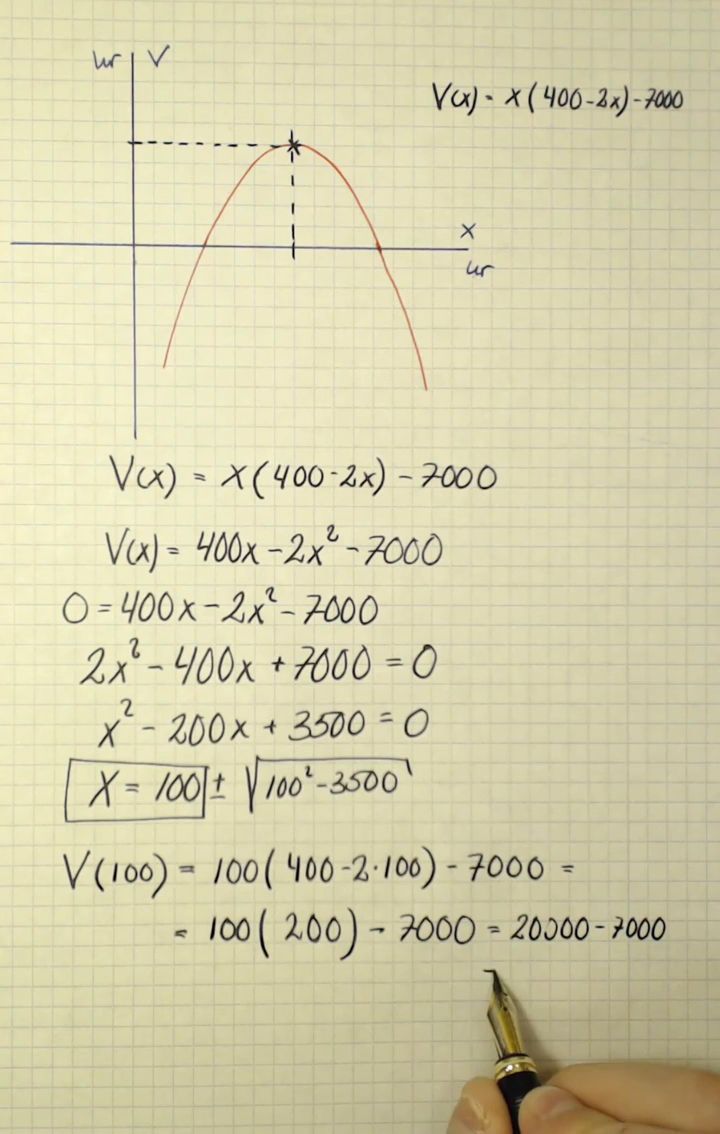 kr V
V(x) = x(400-2x)-7000
x
kr
V(x) = x(400-2x) - 7000
V(x) = 400x - 2x² - 7000
0 = 400x - 2x² - 7000
2x² - 400x + 7000 = 0
x² - 200x + 3500 = 0
x = 100 ± √(100² - 3500)
V(100) = 100(400-2·100) - 7000 =
= 100(200) - 7000 = 20000 - 7000